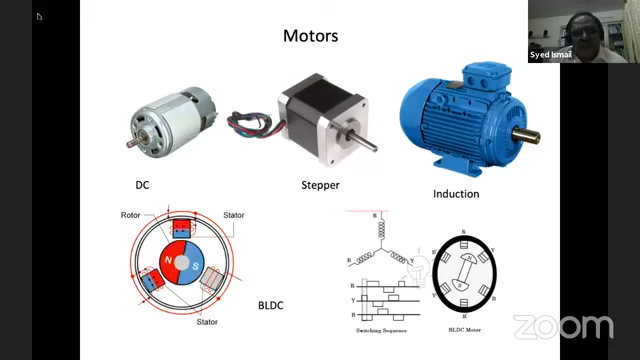 Motors
Syed Ismail
DC
Stepper
Induction
Rotor
Stator
N
S
Stator
BLDC
R
B
Y
R
Y
B
Switching Sequence
R
B
Y
N
S
Y
B
R
BLDC Motor
zoom